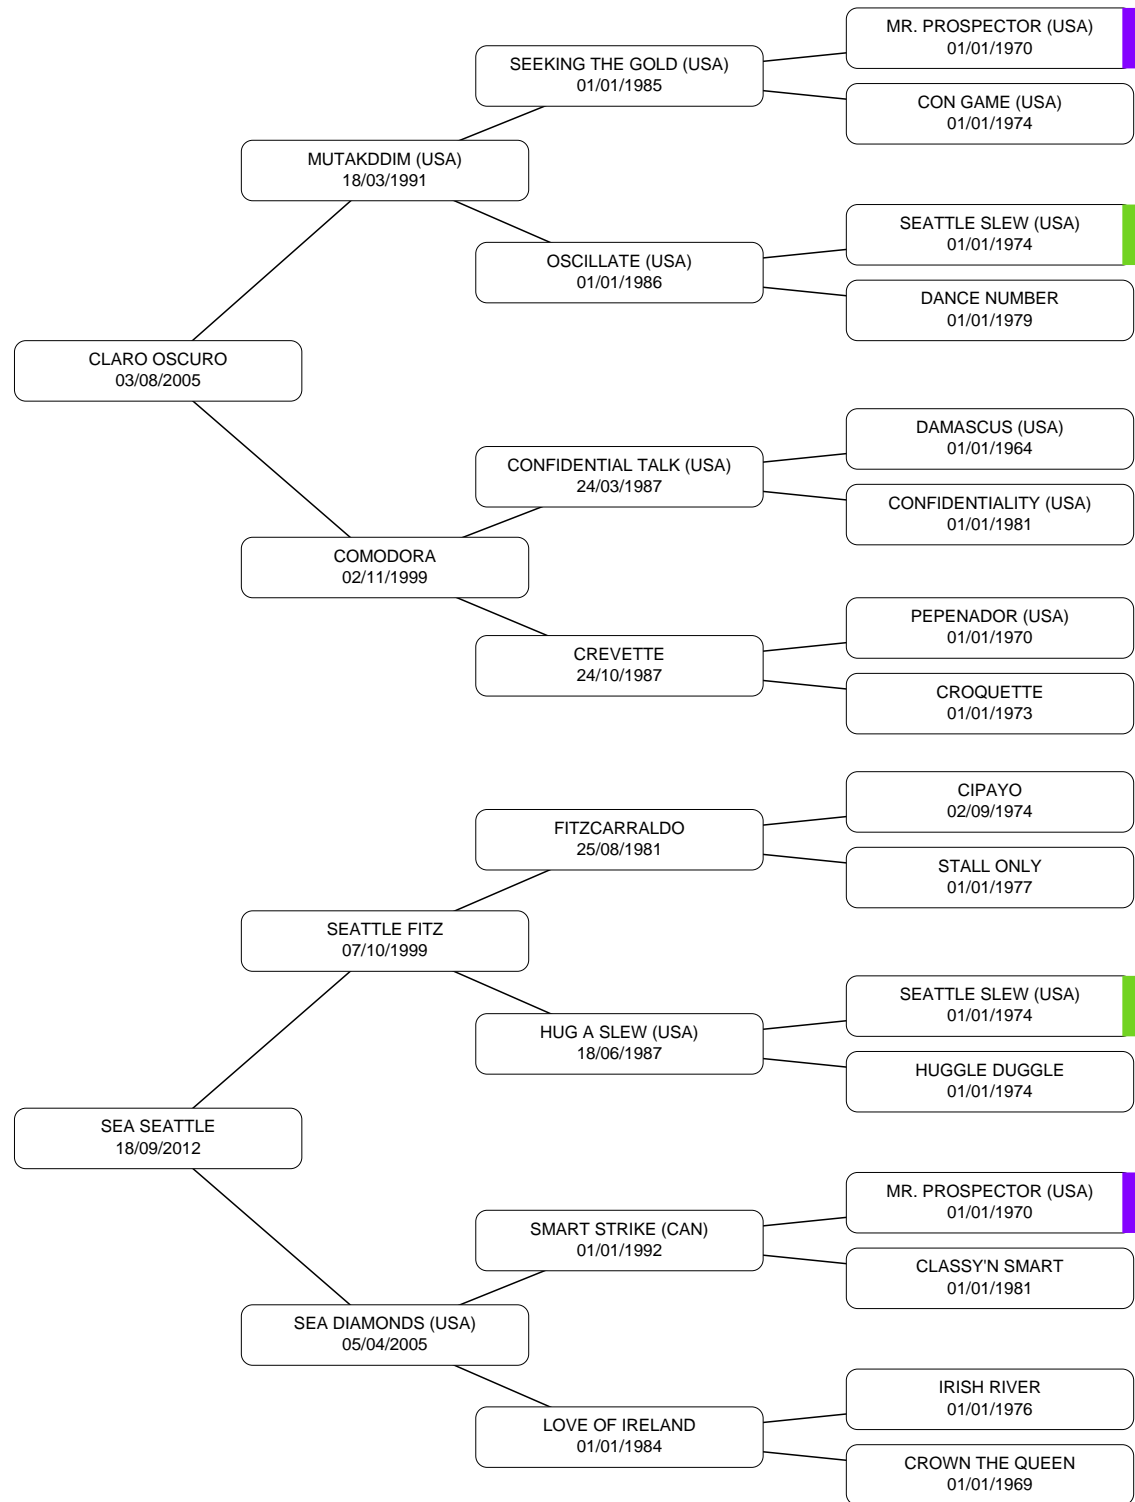 MR. PROSPECTOR (USA)
01/01/1970
SEEKING THE GOLD (USA)
01/01/1985
CON GAME (USA)
01/01/1974
MUTAKDDIM (USA)
18/03/1991
SEATTLE SLEW (USA)
01/01/1974
OSCILLATE (USA)
01/01/1986
DANCE NUMBER
01/01/1979
CLARO OSCURO
03/08/2005
DAMASCUS (USA)
01/01/1964
CONFIDENTIAL TALK (USA)
24/03/1987
CONFIDENTIALITY (USA)
01/01/1981
COMODORA
02/11/1999
PEPENADOR (USA)
01/01/1970
CREVETTE
24/10/1987
CROQUETTE
01/01/1973
CIPAYO
02/09/1974
FITZCARRALDO
25/08/1981
STALL ONLY
01/01/1977
SEATTLE FITZ
07/10/1999
SEATTLE SLEW (USA)
01/01/1974
HUG A SLEW (USA)
18/06/1987
HUGGLE DUGGLE
01/01/1974
SEA SEATTLE
18/09/2012
MR. PROSPECTOR (USA)
01/01/1970
SMART STRIKE (CAN)
01/01/1992
CLASSY'N SMART
01/01/1981
SEA DIAMONDS (USA)
05/04/2005
IRISH RIVER
01/01/1976
LOVE OF IRELAND
01/01/1984
CROWN THE QUEEN
01/01/1969